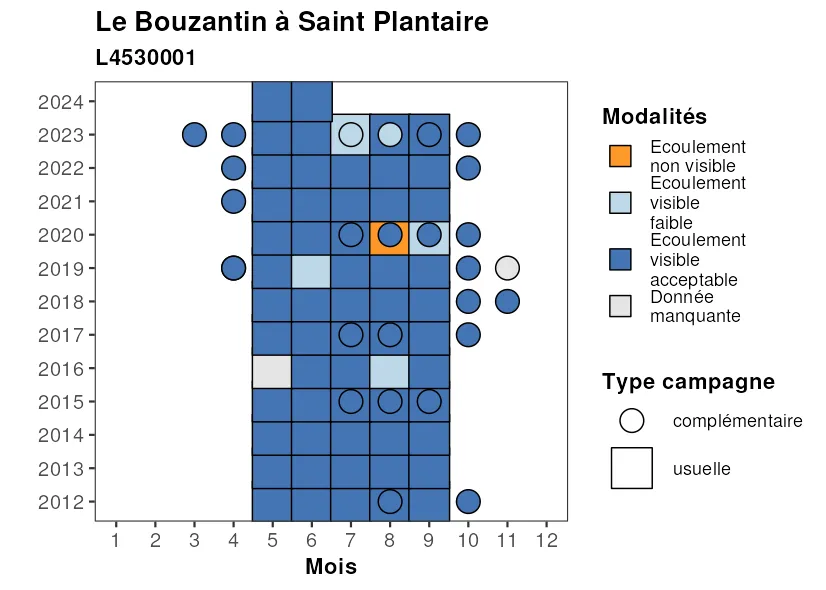 Le Bouzantin à Saint Plantaire
L4530001
2024
2023
2022
2021
2020
2019
2018
2017
2016
2015
2014
2013
2012
1 2 3 4 5 6 7 8 9 10 11 12
Mois
Modalités
Ecoulement
non visible
Ecoulement
visible
faible
Ecoulement
visible
acceptable
Donnée
manquante
Type campagne
complémentaire
usuelle